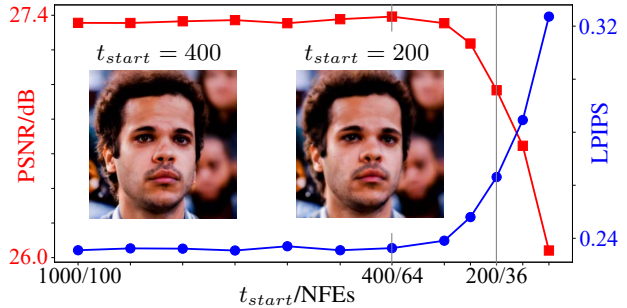 27.4
26.0
PSNR/dB
t_start = 400
t_start = 200
0.32
0.24
LPIPS
1000/100
400/64
200/36
t_start/NFEs